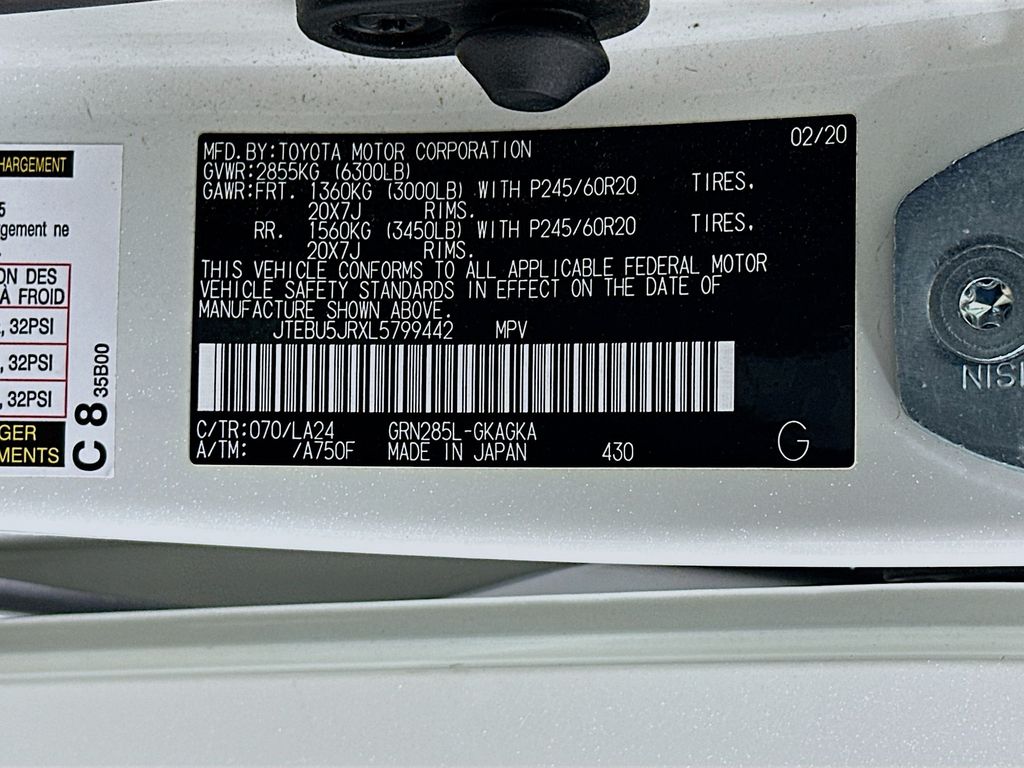 HARGEMENT
5
gement ne
ON DES
À FROID
, 32PSI
, 32PSI
, 32PSI
GER
MENTS
C 8 35B00
02/20
MFD.BY:TOYOTA MOTOR CORPORATION
GVWR:2855KG (6300LB)
GAWR:FRT. 1360KG (3000LB) WITH P245/60R20 TIRES,
20X7J RIMS.
RR. 1560KG (3450LB) WITH P245/60R20 TIRES,
20X7J RIMS.
THIS VEHICLE CONFORMS TO ALL APPLICABLE FEDERAL MOTOR
VEHICLE SAFETY STANDARDS IN EFFECT ON THE DATE OF
MANUFACTURE SHOWN ABOVE.
JTEBU5JRXL5799442 MPV
C/TR:070/LA24 GRN285L-GKAGKA
A/TM: /A750F MADE IN JAPAN 430
G
NIS